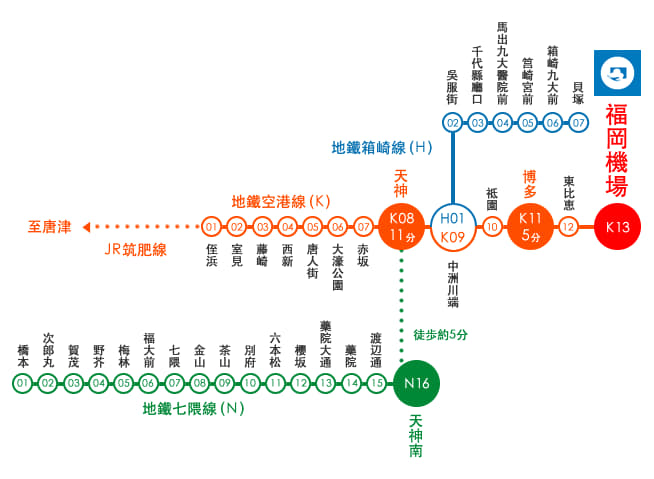 吳服街
千代縣廳口
馬出九大醫院前
筥崎宮前
箱崎九大前
貝塚
02
03
04
05
06
07
地鐵箱崎線(H)
福岡機場
地鐵空港線(K)
天神
祗園
博多
東比惠
至唐津
JR筑肥線
01
02
03
04
05
06
07
K08
11分
H01
K09
10
K11
5分
12
K13
侄浜
室見
藤崎
西新
唐人街
大濠公園
赤坂
中洲川端
徒步約5分
橋本
次郎丸
賀茂
野芥
梅林
福大前
七隈
金山
茶山
別府
六本松
櫻坂
藥院大通
藥院
渡辺通
01
02
03
04
05
06
07
08
09
10
11
12
13
14
15
N16
地鐵七隈線(N)
天神南